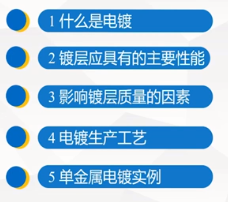 1 什么是电镀
2 镀层应具有的主要性能
3 影响镀层质量的因素
4 电镀生产工艺
5 单金属电镀实例